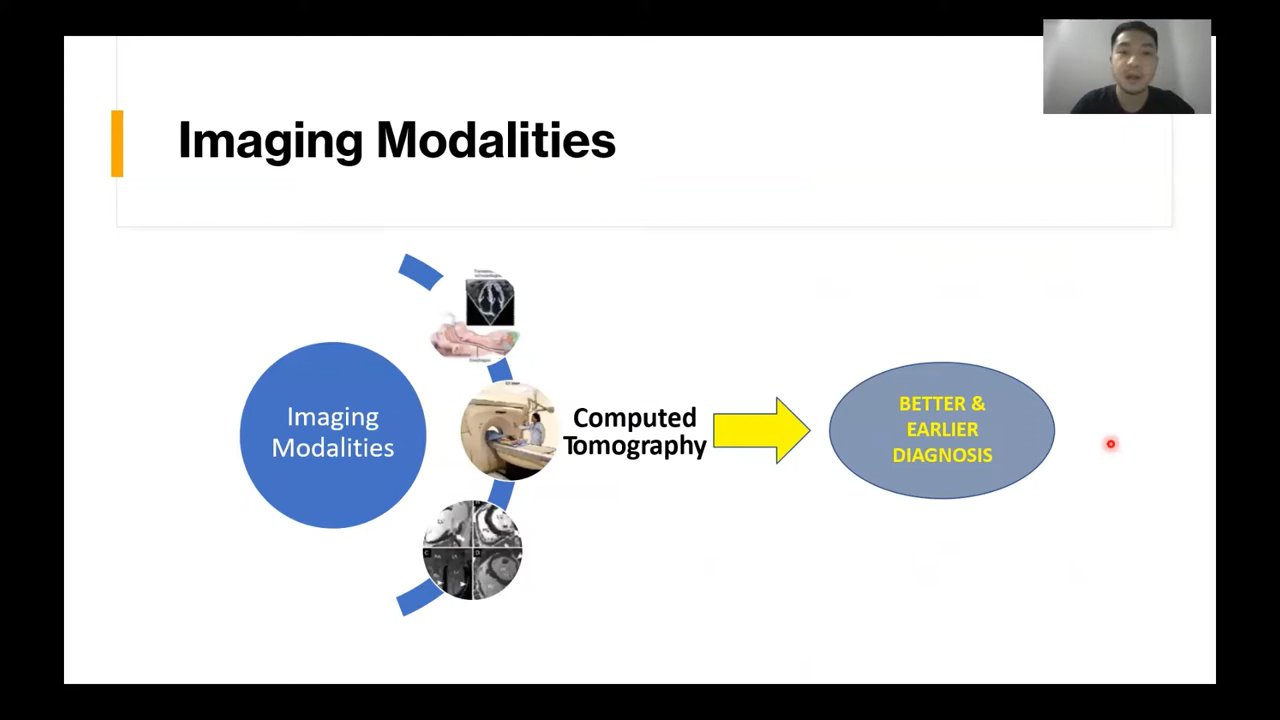 Imaging Modalities
Imaging
Modalities
Computed
Tomography
BETTER &
EARLIER
DIAGNOSIS
C
D